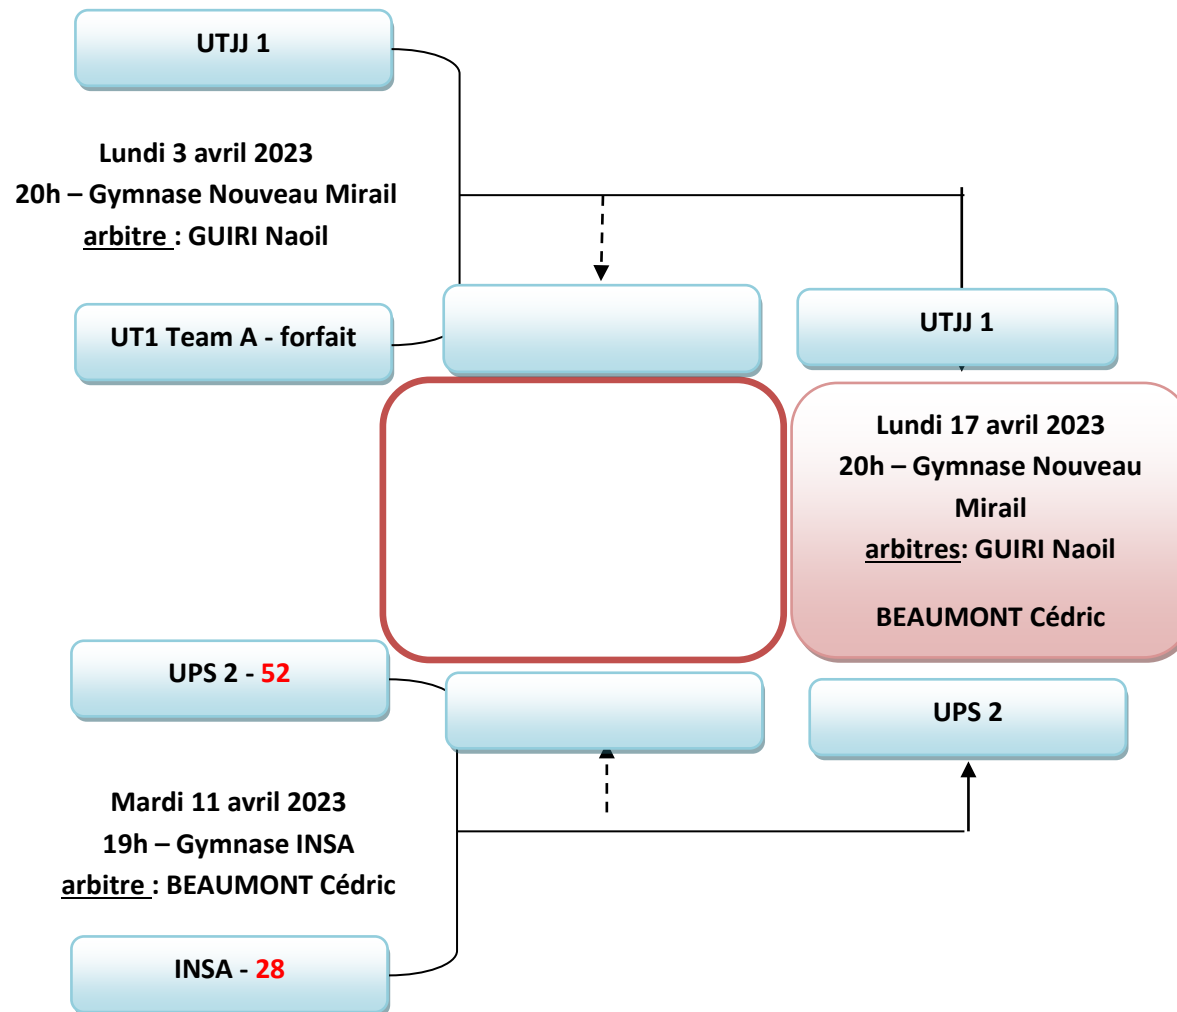 UTJJ 1
Lundi 3 avril 2023
20h – Gymnase Nouveau Mirail
arbitre : GUIRI Naoil
UT1 Team A - forfait
UTJJ 1
Lundi 17 avril 2023
20h – Gymnase Nouveau
Mirail
arbitres: GUIRI Naoil
BEAUMONT Cédric
UPS 2 - 52
UPS 2
Mardi 11 avril 2023
19h – Gymnase INSA
arbitre : BEAUMONT Cédric
INSA - 28